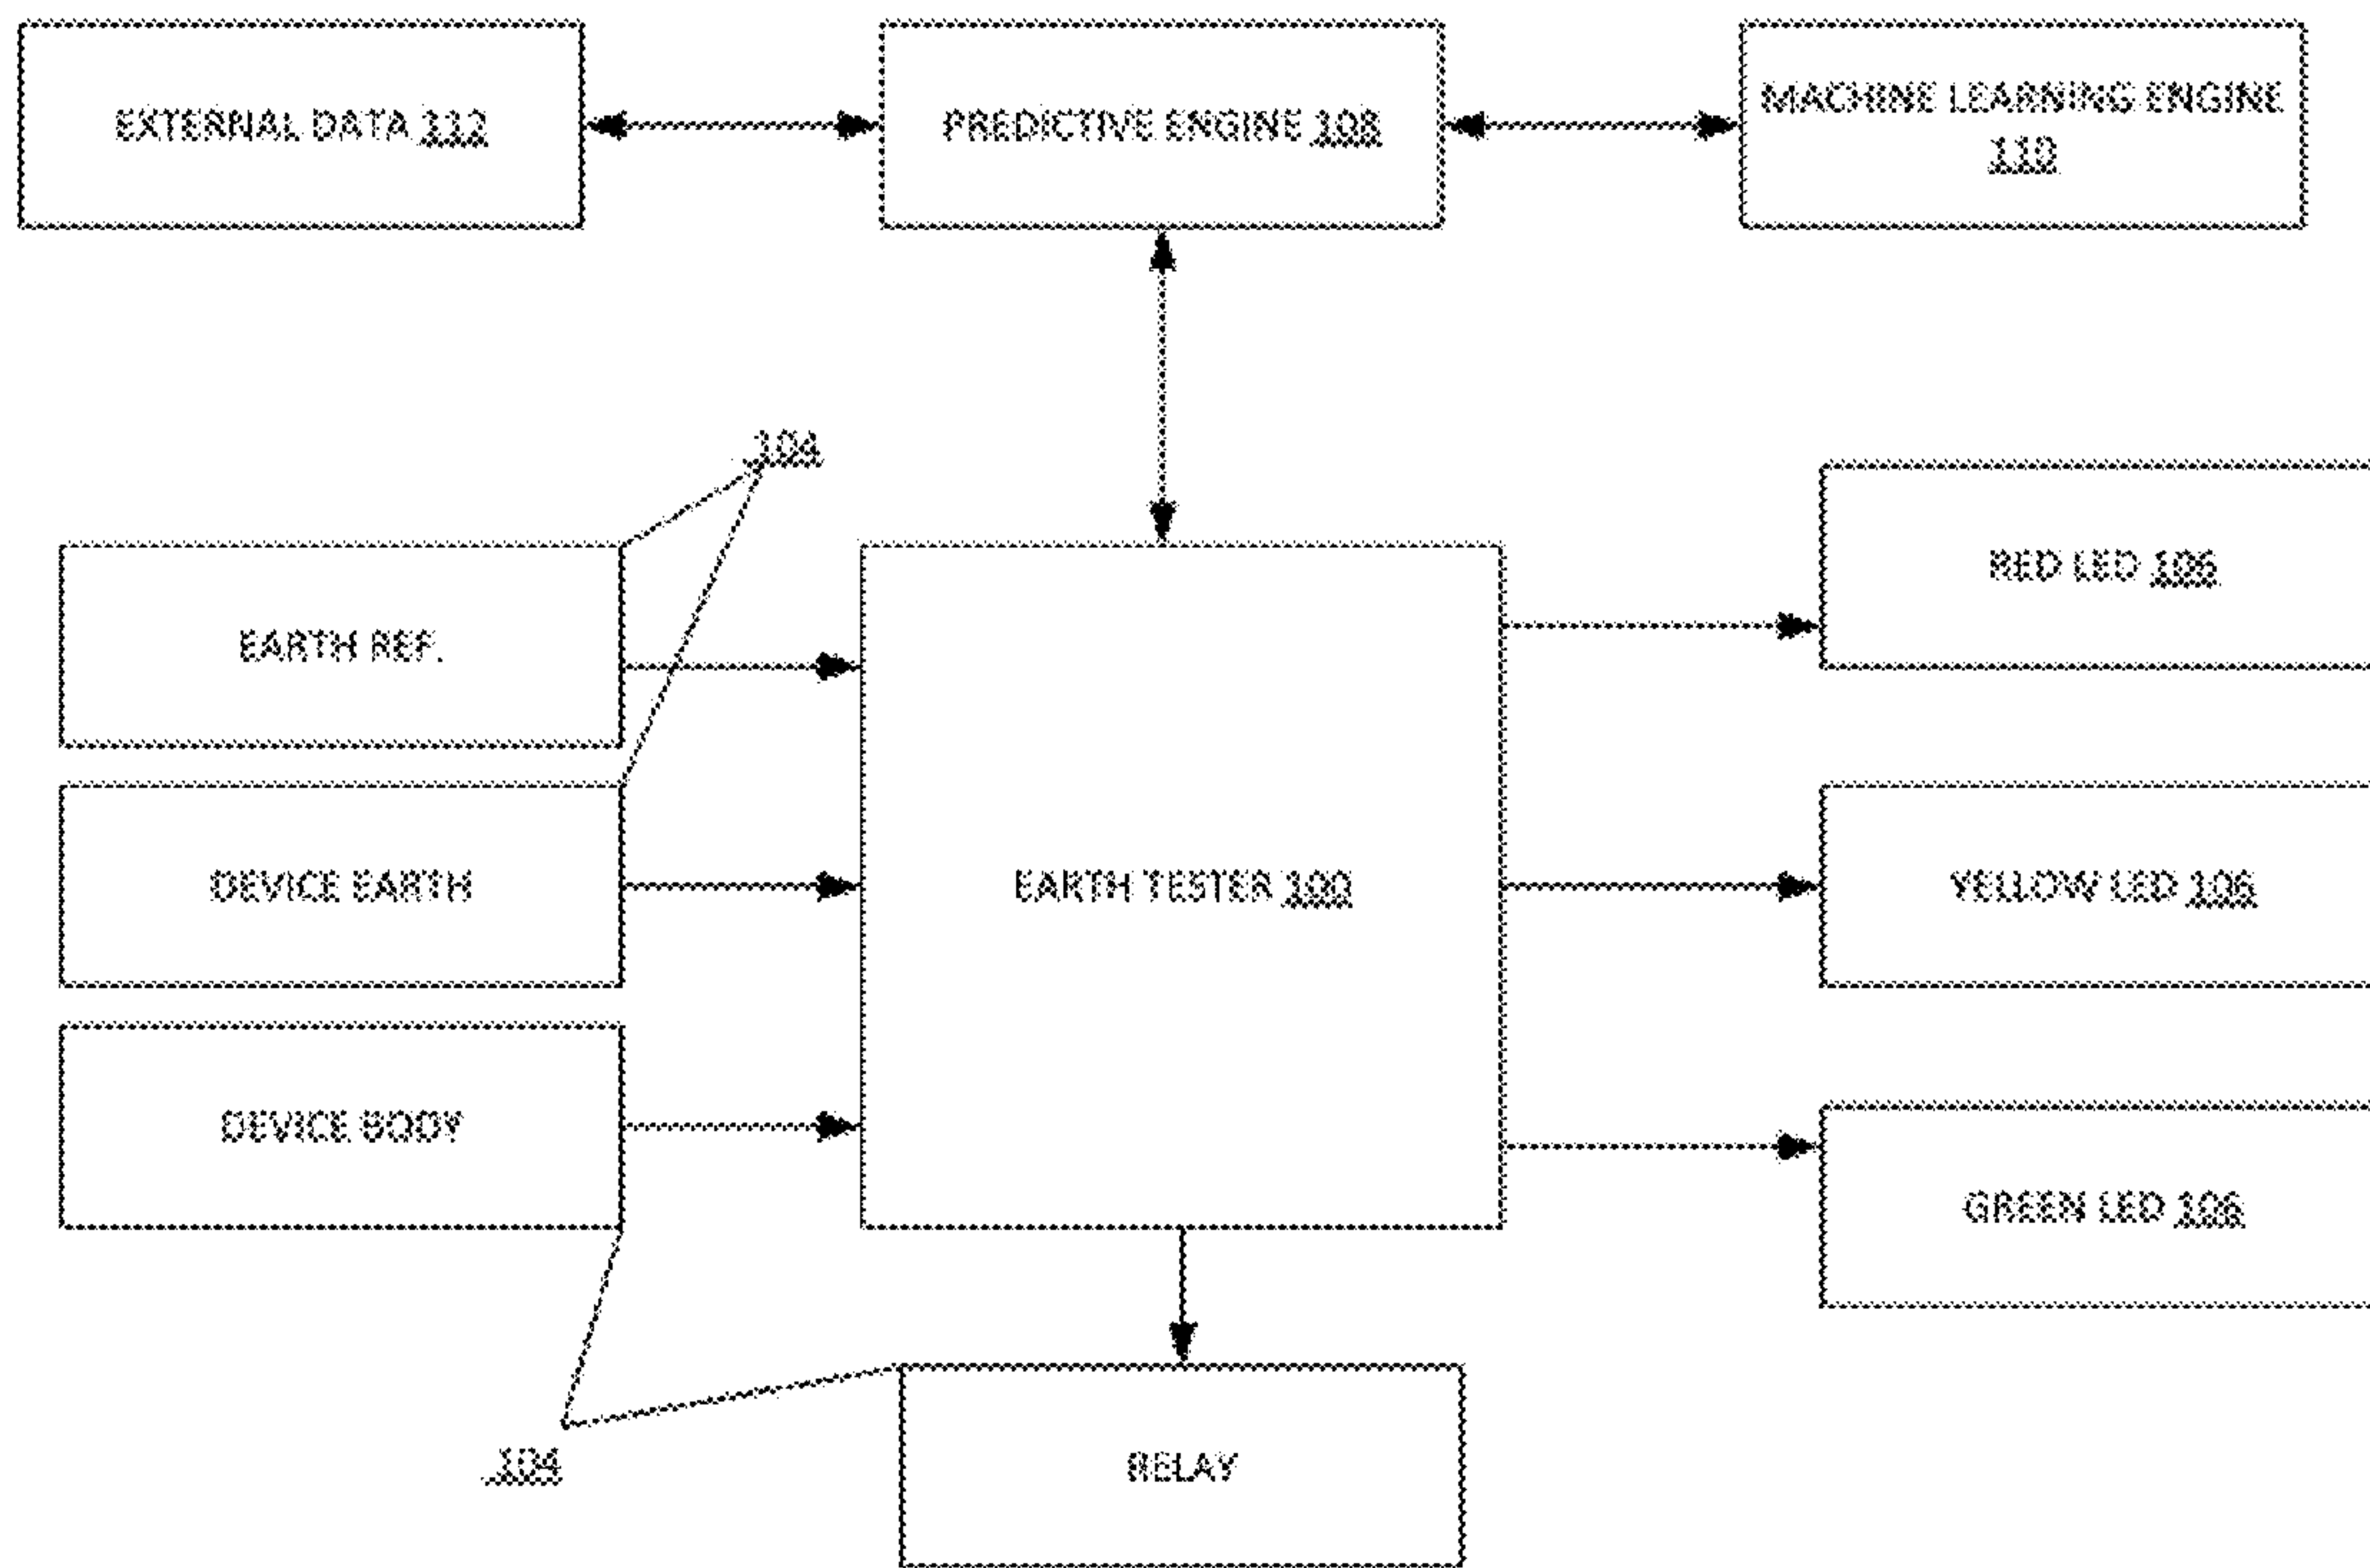 EXTERNAL DATA 112
PREDICTIVE ENGINE 108
MACHINE LEARNING ENGINE
110
104
EARTH REF.
DEVICE EARTH
DEVICE BODY
EARTH TESTER 100
RED LED 106
YELLOW LED 106
GREEN LED 106
104
RELAY